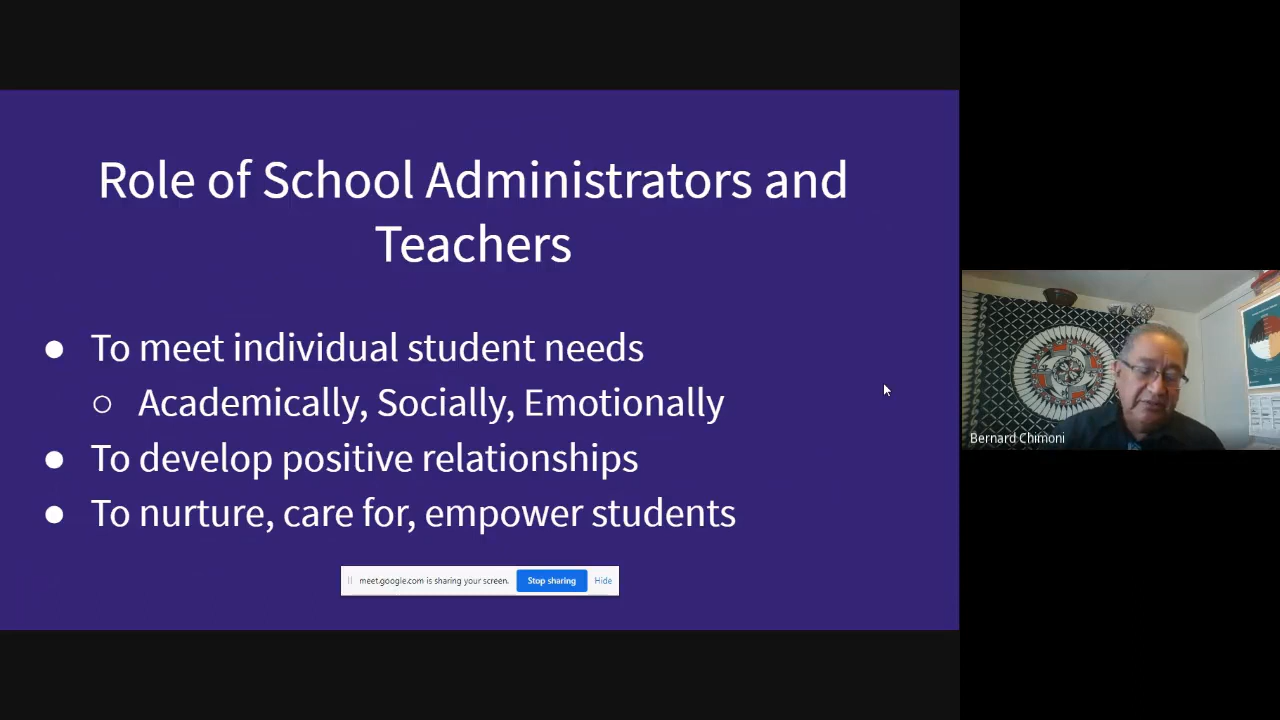 Role of School Administrators and
Teachers
● To meet individual student needs
○ Academically, Socially, Emotionally
● To develop positive relationships
● To nurture, care for, empower students
meet.google.com is sharing your screen. Stop sharing Hide
Bernard Chimoni